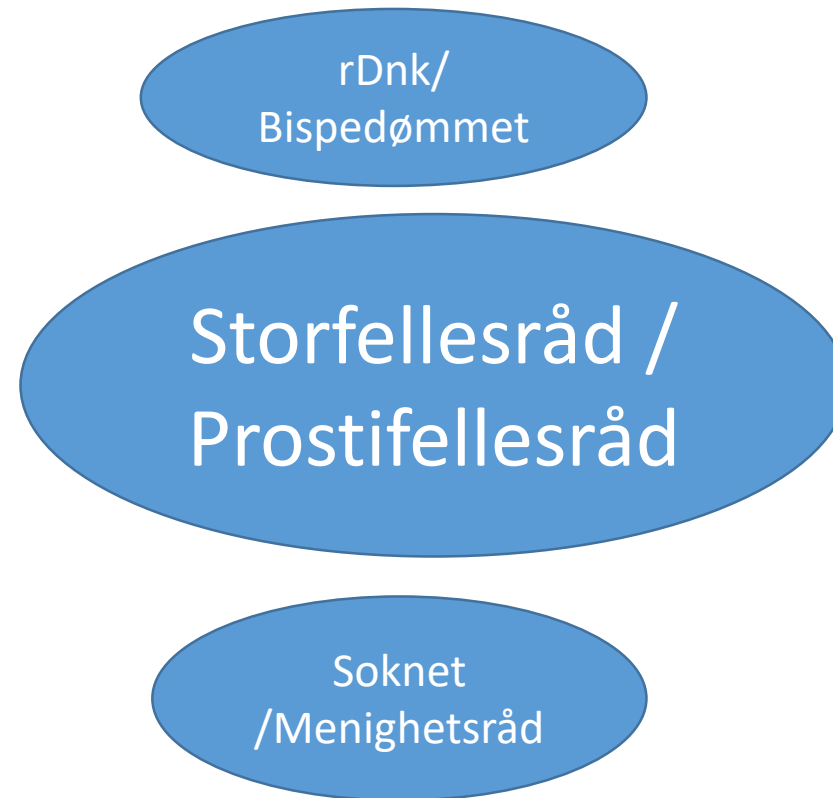 rDnk/
Bispedømmet
Storfellesråd /
Prostifellesråd
Soknet
/Menighetsråd